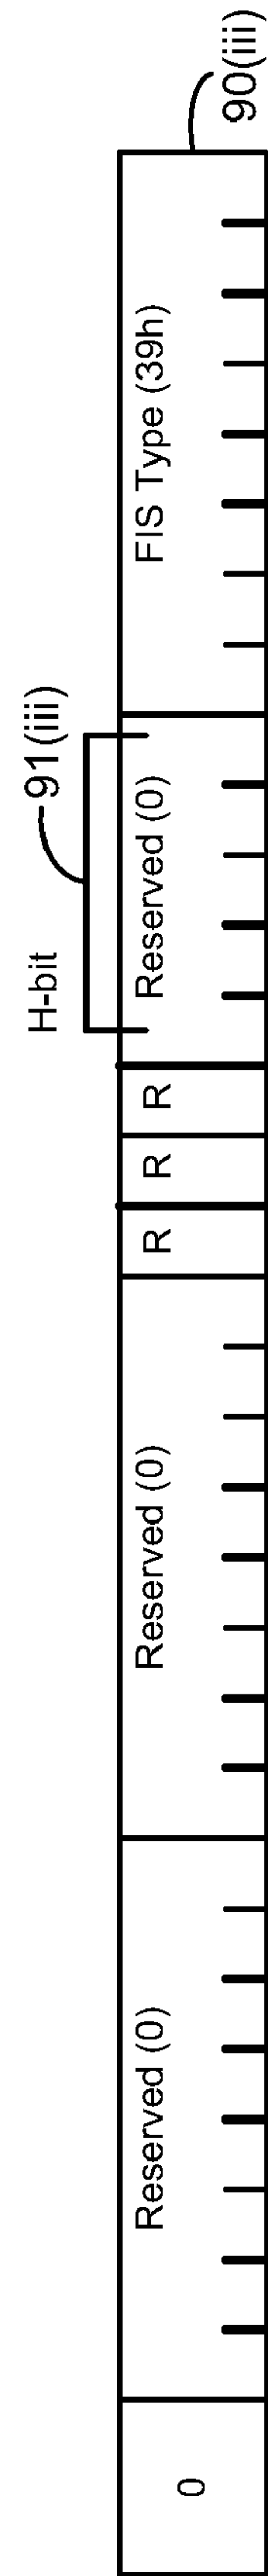 H-bit
91(iii)
0
Reserved (0)
Reserved (0)
R
R
R
Reserved (0)
FIS Type (39h)
90(iii)